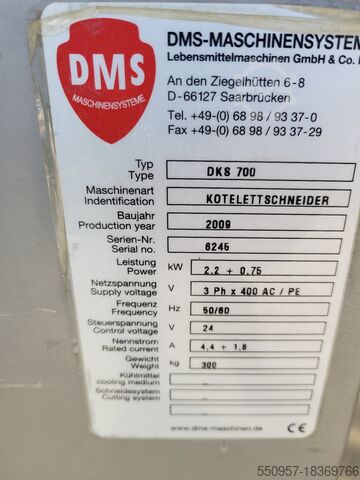 DMS
MASCHINENSYSTEME
DMS-MASCHINENSYSTEM
Lebensmittelmaschinen GmbH & Co.
An den Ziegelhütten 6-8
D-66127 Saarbrücken
Tel. +49-(0) 68 98 / 93 37-0
Fax +49-(0) 68 98 / 93 37-29
Typ
Type
DKS 700
Maschinenart
Indentification
KOTELETTSCHNEIDER
Baujahr
Production year
2009
Serien-Nr.
Serial no.
6246
Leistung
Power
kW
2.2 + 0.75
Netzspannung
Supply voltage
V
3 Ph x 400 AC / PE
Frequenz
Frequency
Hz
50/60
Steuerspannung
Control voltage
V
24
Nennstrom
Rated current
A
4,4 + 1,8
Gewicht
Weight
kg
300
Kühlmittel
cooling medium
Schneidesystem
Cutting system
www.dms-maschinen.de
CE
550957-18369766